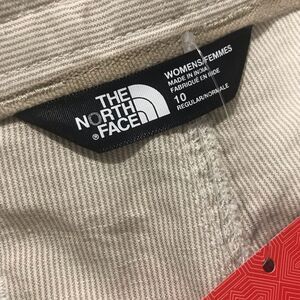 THE
NORTH
FACE
®
WOMENS/FEMMES
MADE IN INDIA/
FABRIQUÉ EN INDE
10
REGULAR/NORMALE